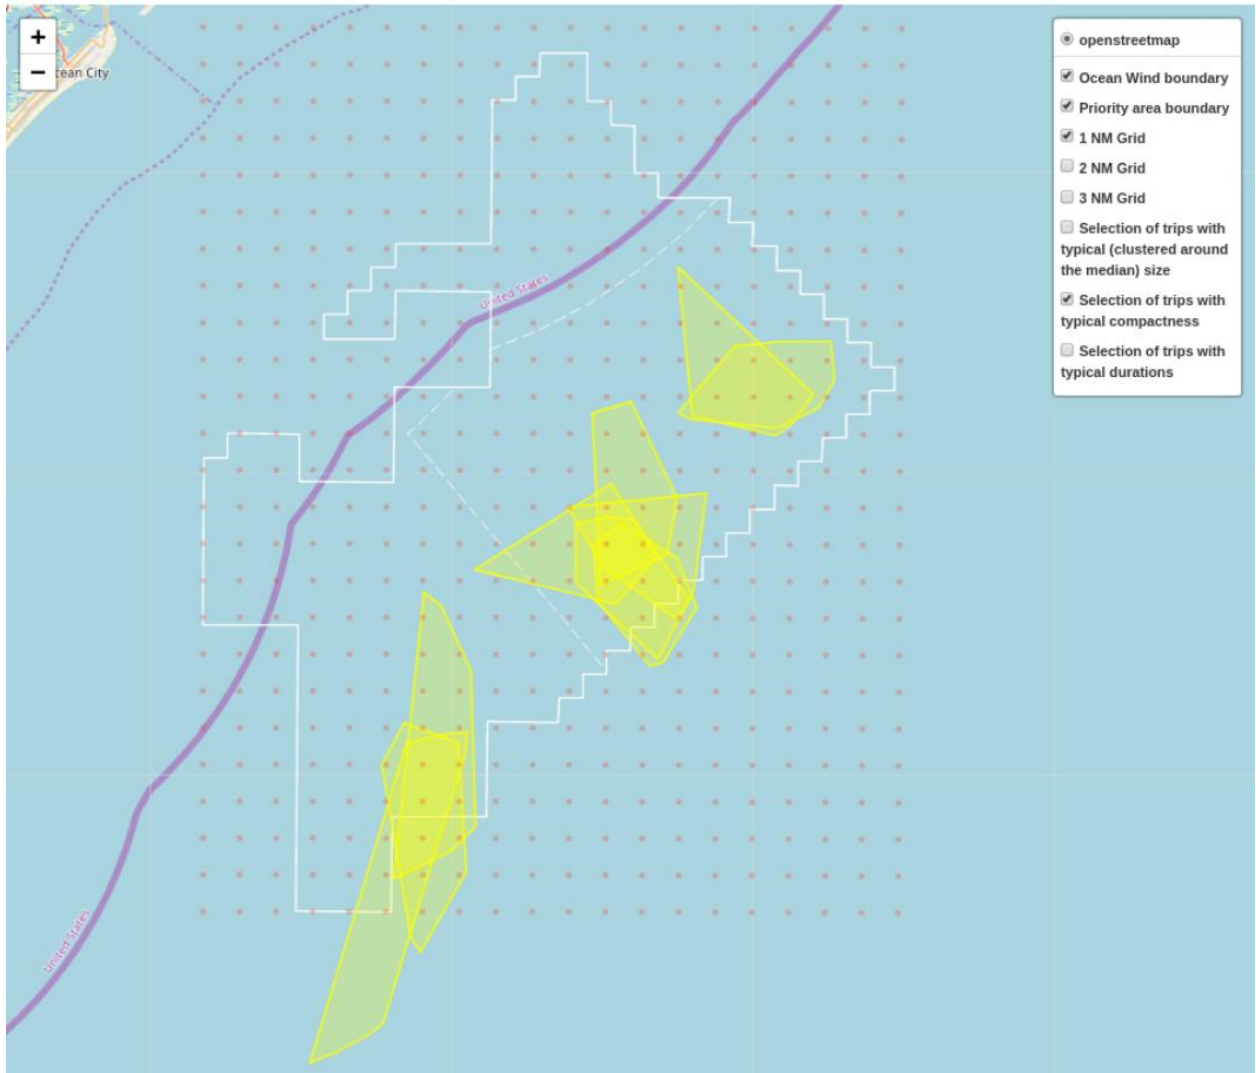 +
−
cean City
United States
United States
openstreetmap
Ocean Wind boundary
Priority area boundary
1 NM Grid
2 NM Grid
3 NM Grid
Selection of trips with
typical (clustered around
the median) size
Selection of trips with
typical compactness
Selection of trips with
typical durations